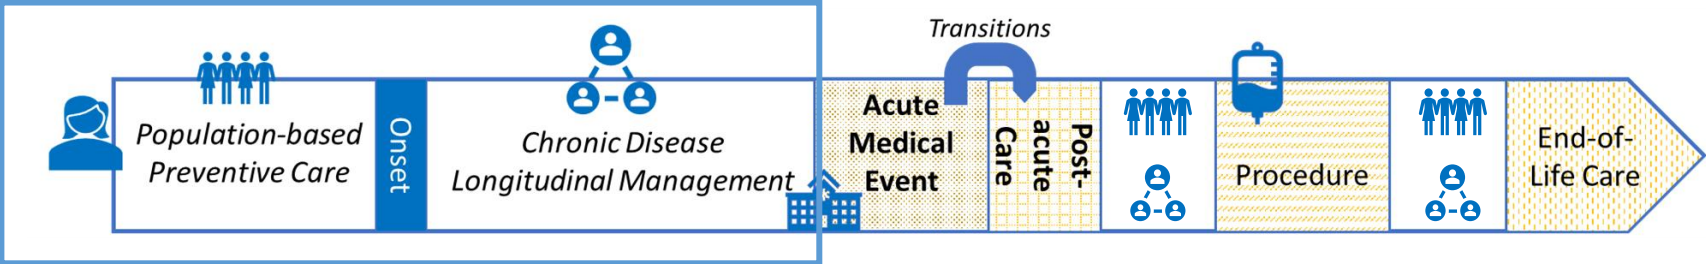 Transitions
Population-based
Preventive Care
Onset
Chronic Disease
Longitudinal Management
Acute
Medical
Event
Post-
acute
Care
Procedure
End-of-
Life Care